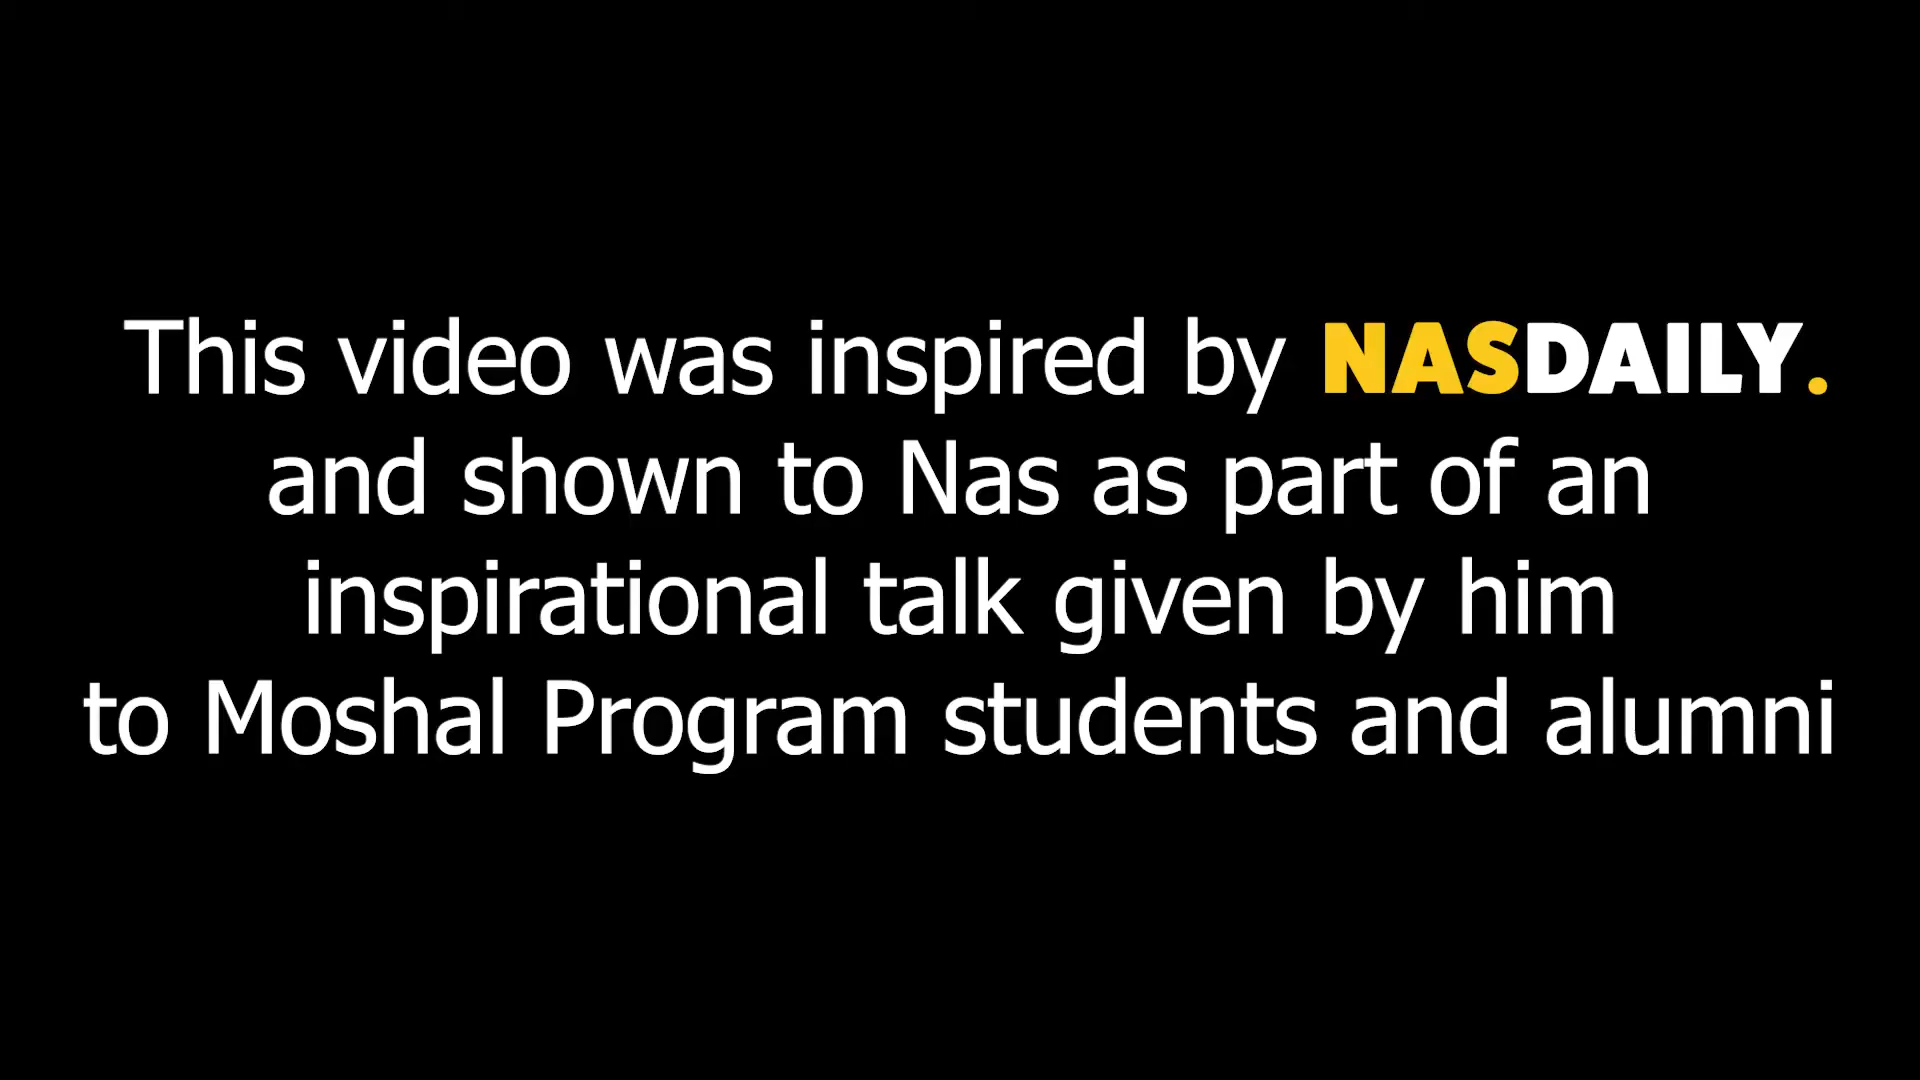 This video was inspired by NASDAILY.
and shown to Nas as part of an
inspirational talk given by him
to Moshal Program students and alumni